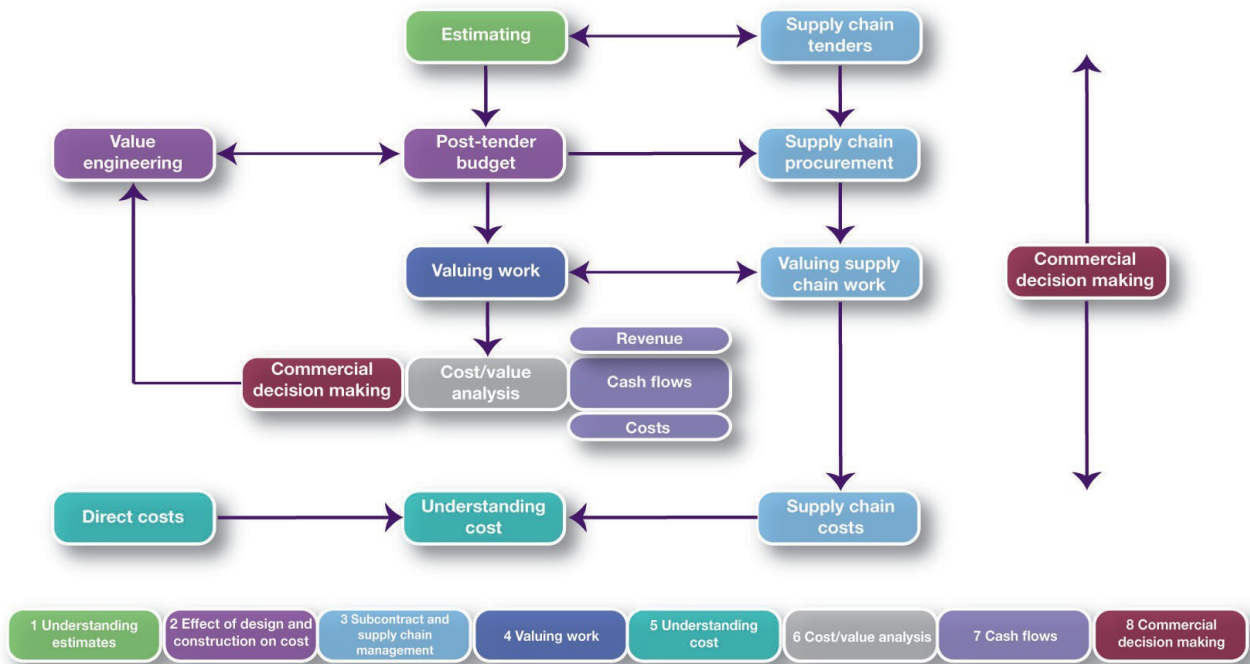 Estimating
Supply chain
tenders
Value
engineering
Post-tender
budget
Supply chain
procurement
Valuing work
Valuing supply
chain work
Commercial
decision making
Revenue
Commercial
decision making
Cost/value
analysis
Cash flows
Costs
Direct costs
Understanding
cost
Supply chain
costs
1 Understanding
estimates
2 Effect of design and
construction on cost
3 Subcontract and
supply chain
management
4 Valuing work
5 Understanding
cost
6 Cost/value analysis
7 Cash flows
8 Commercial
decision making